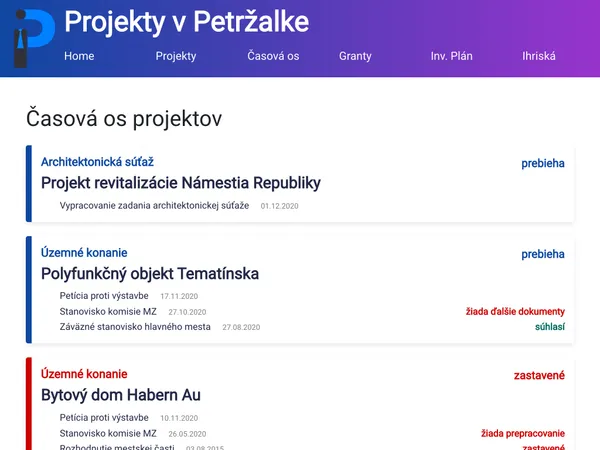 Projekty v Petržalke
Home Projekty Časová os Granty Inv. Plán Ihriská
Časová os projektov
Architektonická súťaž prebieha
Projekt revitalizácie Námestia Republiky
Vypracovanie zadania architektonickej súťaže 01.12.2020
Územné konanie prebieha
Polyfunkčný objekt Tematínska
Petícia proti výstavbe 17.11.2020
Stanovisko komisie MZ 27.10.2020 žiada ďalšie dokumenty
Záväzné stanovisko hlavného mesta 27.08.2020 súhlasí
Územné konanie zastavené
Bytový dom Habern Au
Petícia proti výstavbe 10.11.2020
Stanovisko komisie MZ 26.05.2020 žiada prepracovanie
Rozhodnutie mestskej časti 03.08.2015 zastavené